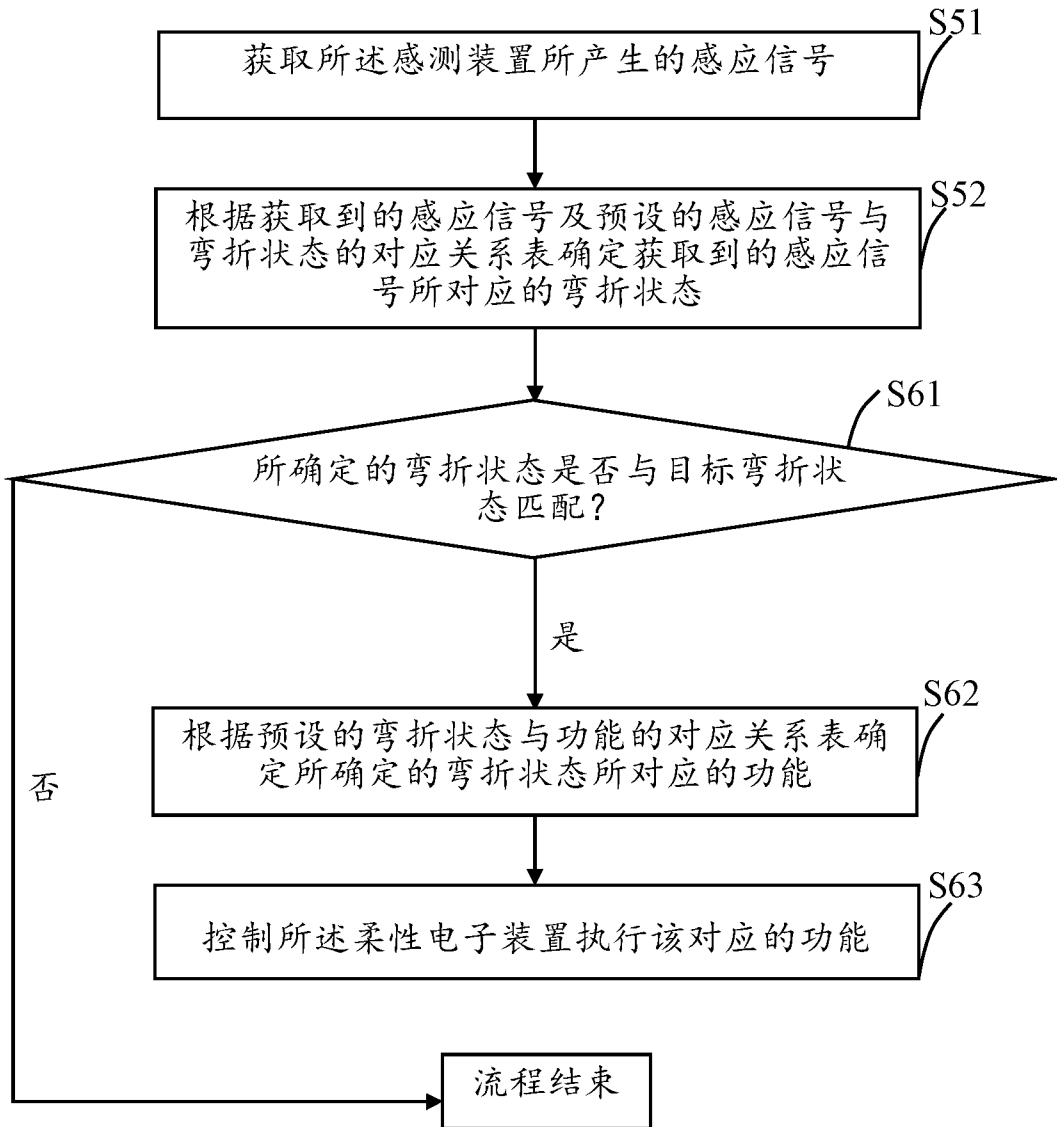 S51
获取所述感测装置所产生的感应信号
S52
根据获取到的感应信号及预设的感应信号与
弯折状态的对应关系表确定获取到的感应信
号所对应的弯折状态
S61
所确定的弯折状态是否与目标弯折状
态匹配?
是
S62
根据预设的弯折状态与功能的对应关系表确
定所确定的弯折状态所对应的功能
否
S63
控制所述柔性电子装置执行该对应的功能
流程结束